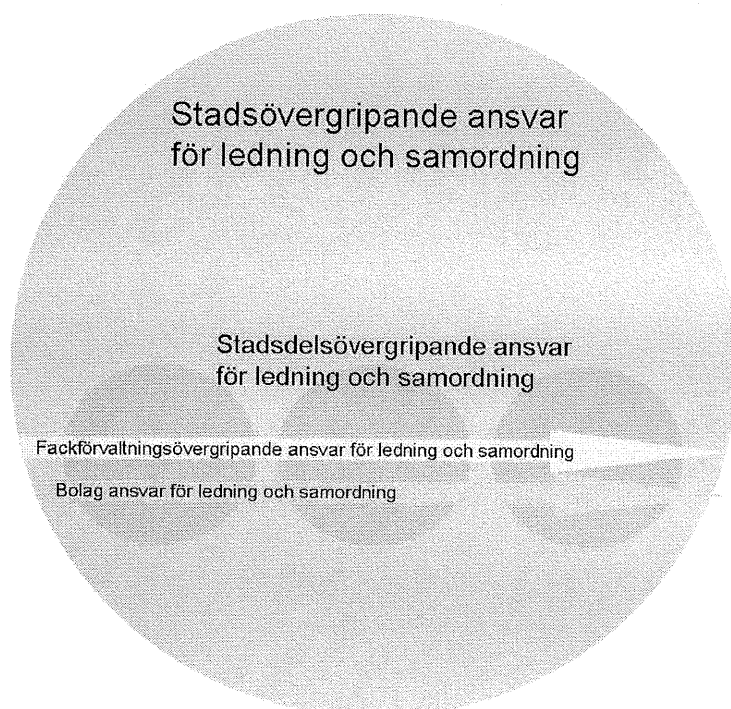 Stadsövergripande ansvar
för ledning och samordning
Stadsdelsövergripande ansvar
för ledning och samordning
Fackförvaltningsövergripande ansvar för ledning och samordning
Bolag ansvar för ledning och samordning